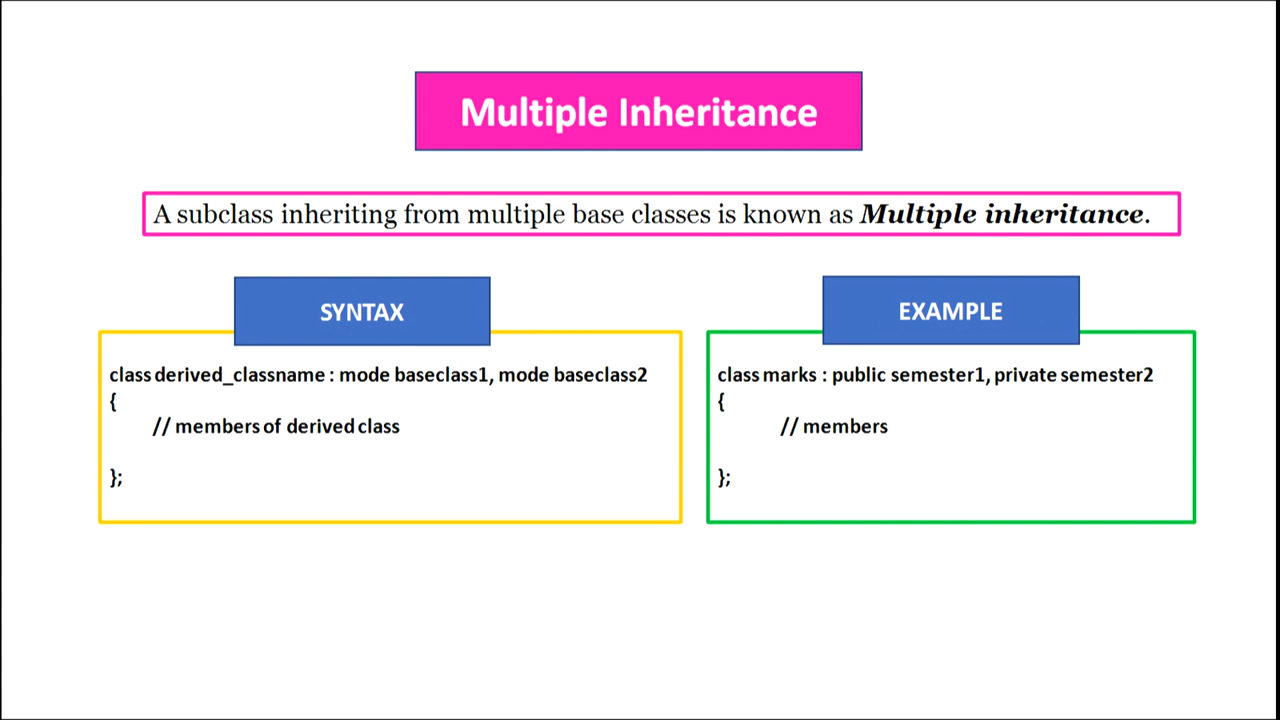 Multiple Inheritance
A subclass inheriting from multiple base classes is known as Multiple inheritance.
SYNTAX
class derived_classname : mode baseclass1, mode baseclass2
{
// members of derived class
};
EXAMPLE
class marks : public semester1, private semester2
{
// members
};